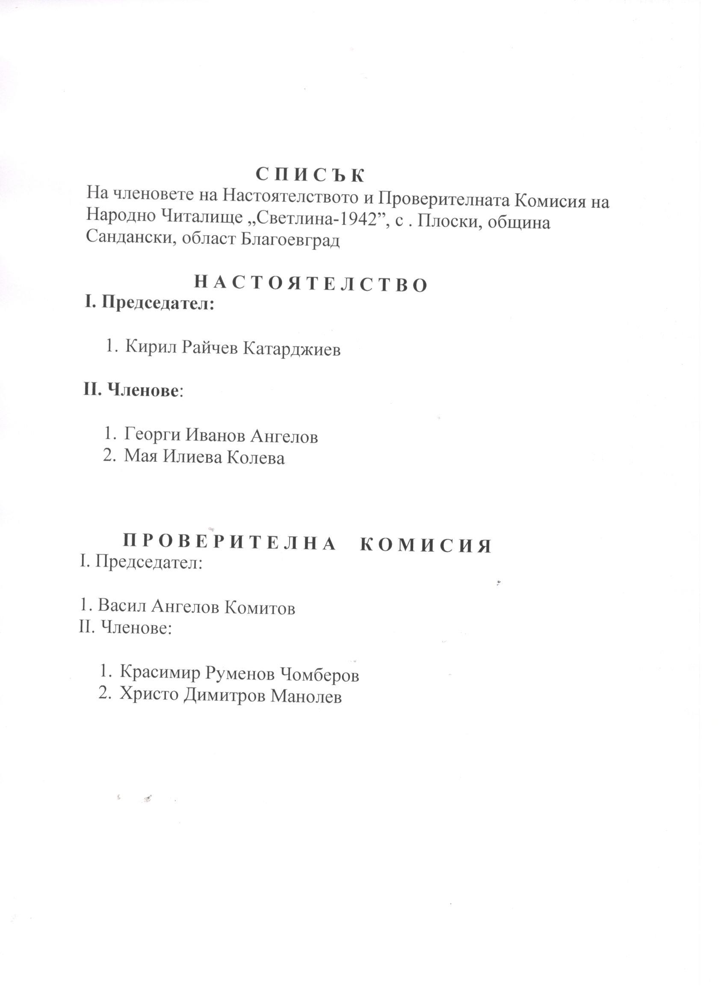 С П И С Ъ К
На членовете на Настоятелството и Проверителната Комисия на
Народно Читалище „Светлина-1942”, с . Плоски, община
Сандански, област Благоевград
Н А С Т О Я Т Е Л С Т В О
I. Председател:
1. Кирил Райчев Катарджиев
II. Членове:
1. Георги Иванов Ангелов
2. Мая Илиева Колева
П Р О В Е Р И Т Е Л Н А К О М И С И Я
I. Председател:
1. Васил Ангелов Комитов
II. Членове:
1. Красимир Руменов Чомберов
2. Христо Димитров Манолев